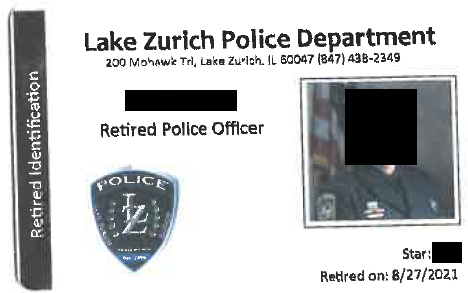 Lake Zurich Police Department
200 Mohawk Trl, Lake Zurich, IL 60047 (847) 438-2349
Retired Identification
Retired Police Officer
POLICE
LZ
Star:
Retired on: 8/27/2021